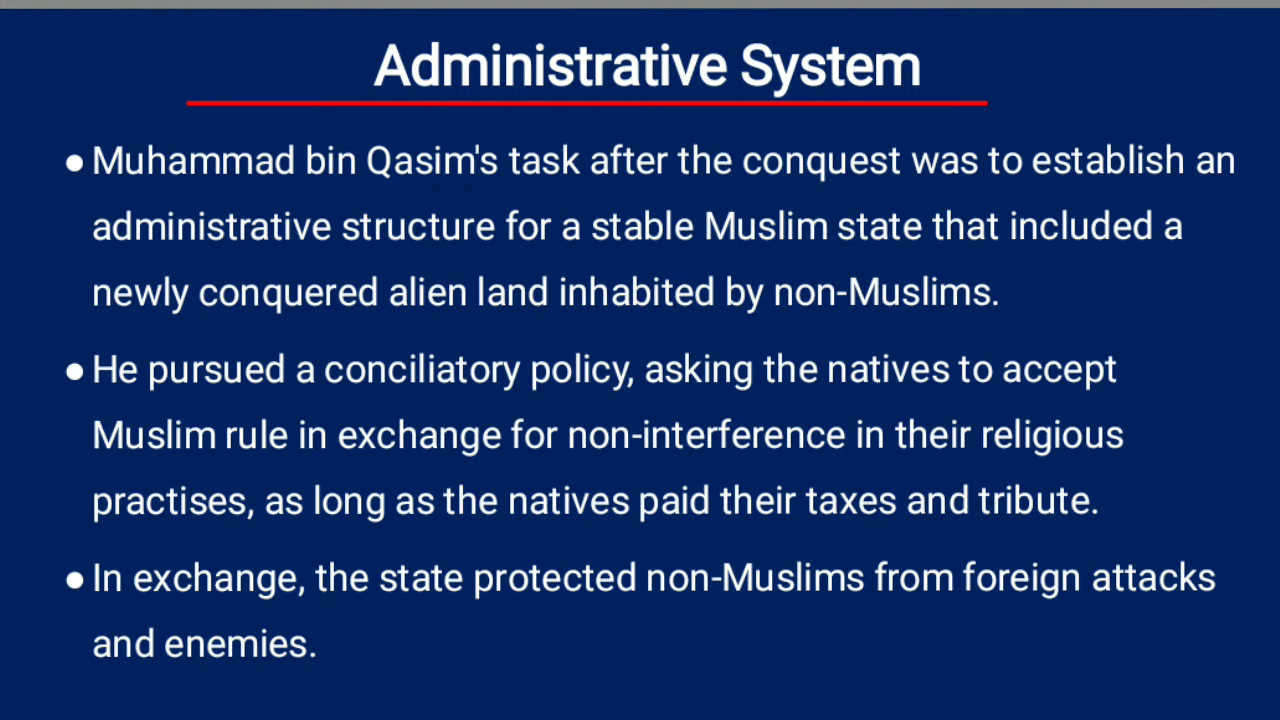 Administrative System
● Muhammad bin Qasim's task after the conquest was to establish an
administrative structure for a stable Muslim state that included a
newly conquered alien land inhabited by non-Muslims.
● He pursued a conciliatory policy, asking the natives to accept
Muslim rule in exchange for non-interference in their religious
practises, as long as the natives paid their taxes and tribute.
● In exchange, the state protected non-Muslims from foreign attacks
and enemies.